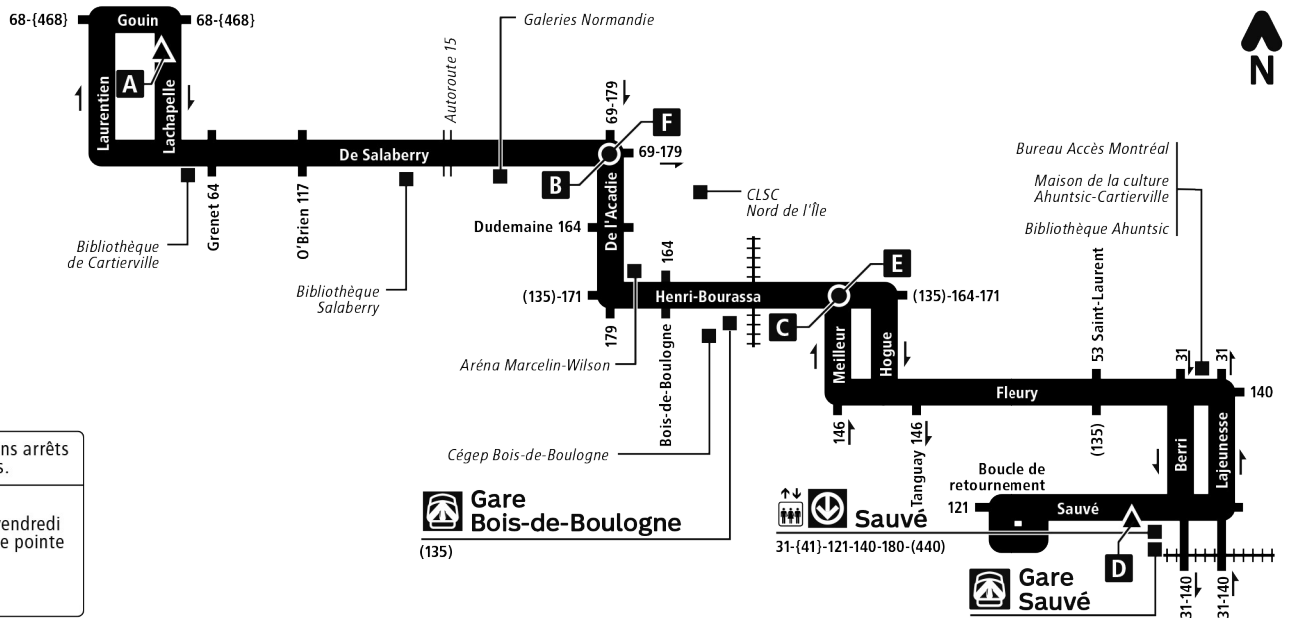 68-{468}
Gouin
68-{468}
Galeries Normandie
Autoroute 15
N
A
Laurentien
Lachapelle
69-179
F
De Salaberry
69-179
B
Bureau Accès Montréal
Maison de la culture
Ahuntsic-Cartierville
Bibliothèque Ahuntsic
Grenet 64
O'Brien 117
Dudemaine 164
De l'Acadie
CLSC
Nord de l'Île
Bibliothèque
de Cartierville
Bibliothèque
Salaberry
164
E
(135)-171
Henri-Bourassa
(135)-164-171
C
179
Bois-de-Boulogne
Meilleur
Hogue
53 Saint-Laurent
31
31
Aréna Marcelin-Wilson
Fleury
140
146
Tanguay 146
(135)
Berri
Lajeunesse
Cégep Bois-de-Boulogne
ns arrêts
s.
endredi
e pointe
Gare
Bois-de-Boulogne
(135)
Boucle de
retournement
Sauvé
121
Sauvé
31-{41}-121-140-180-(440)
D
Gare
Sauvé
31-140
31-140